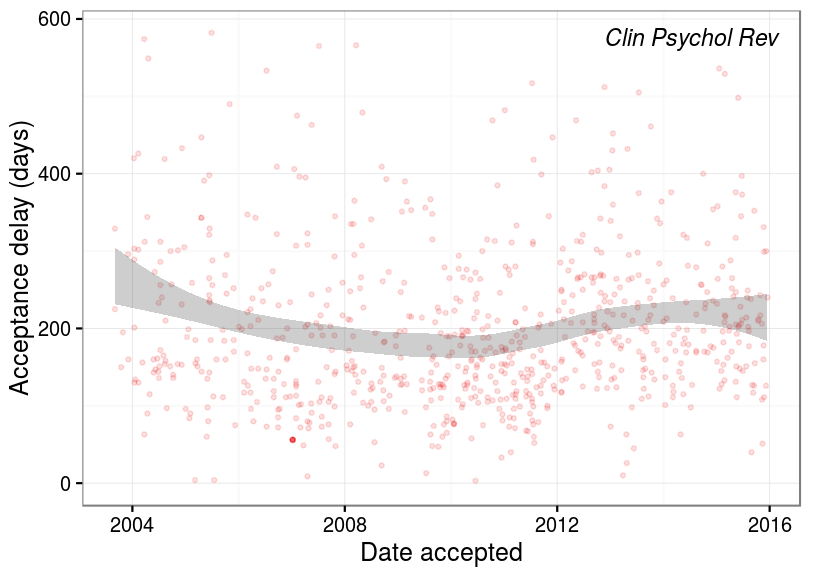 Clin Psychol Rev
600
400
200
0
Acceptance delay (days)
2004 2008 2012 2016
Date accepted